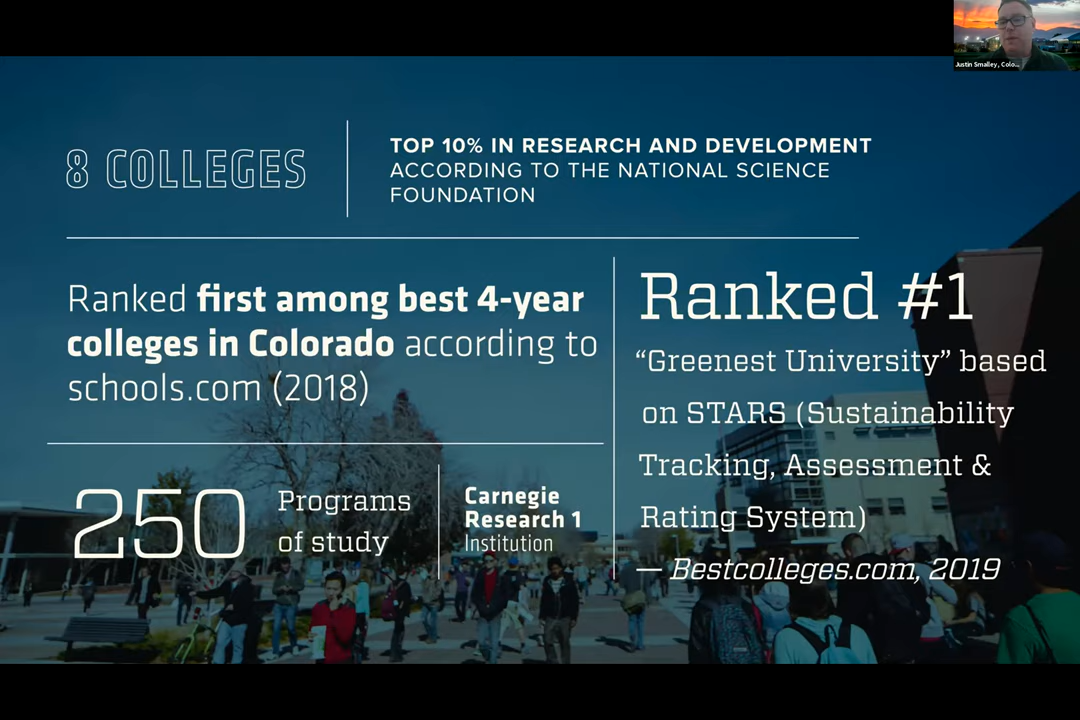 Justin Smalley, Colo...
8 COLLEGES
TOP 10% IN RESEARCH AND DEVELOPMENT
ACCORDING TO THE NATIONAL SCIENCE
FOUNDATION
Ranked first among best 4-year
colleges in Colorado according to
schools.com (2018)
250
Programs
of study
Carnegie
Research 1
Institution
Ranked #1
“Greenest University” based
on STARS (Sustainability
Tracking, Assessment &
Rating System)
— Bestcolleges.com, 2019